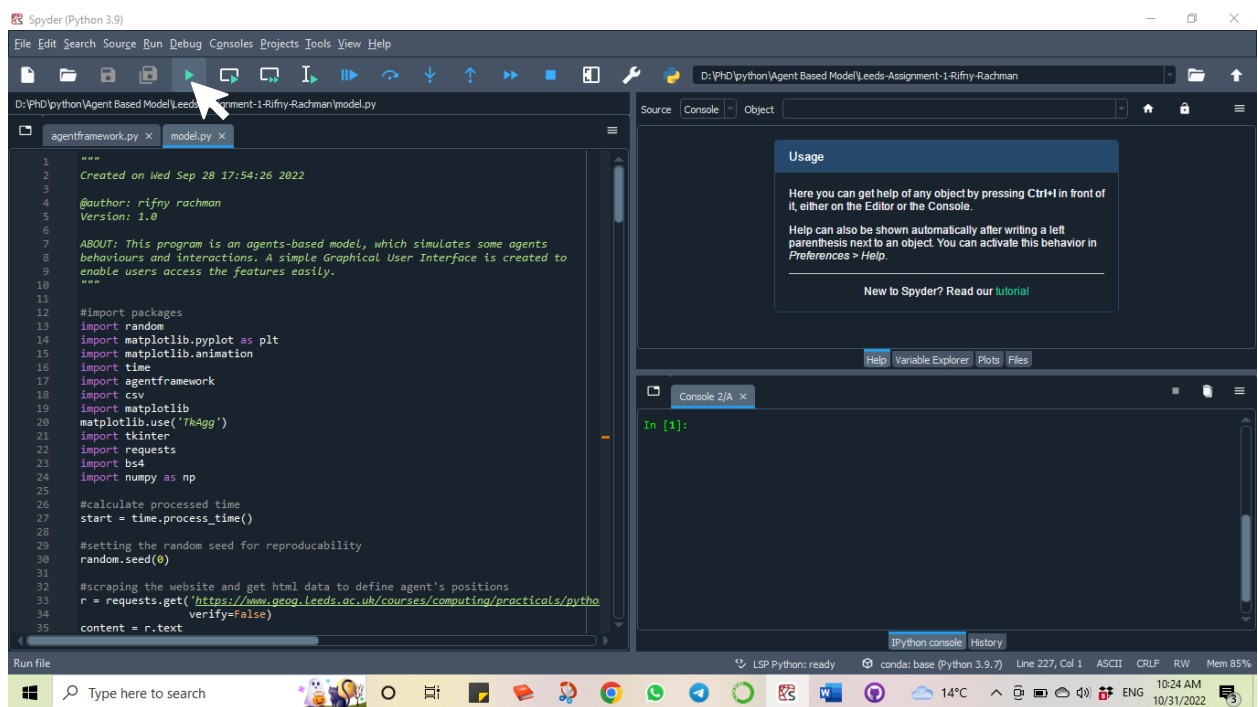 Spyder (Python 3.9)
File Edit Search Source Run Debug Consoles Projects Tools View Help
D:\PhD\python\Agent Based Model\Leeds-Assignment-1-Rifny-Rachman
D:\PhD\python\Agent Based Model\Leeds-Assignment-1-Rifny-Rachman\model.py
agentframework.py
model.py
1 """
2 Created on Wed Sep 28 17:54:26 2022
3
4 @author: rifny rachman
5 Version: 1.0
6
7 ABOUT: This program is an agents-based model, which simulates some agents
8 behaviours and interactions. A simple Graphical User Interface is created to
9 enable users access the features easily.
10 """
11
12 #import packages
13 import random
14 import matplotlib.pyplot as plt
15 import matplotlib.animation
16 import time
17 import agentframework
18 import csv
19 import matplotlib
20 matplotlib.use('TkAgg')
21 import tkinter
22 import requests
23 import bs4
24 import numpy as np
25
26 #calculate processed time
27 start = time.process_time()
28
29 #setting the random seed for reproducability
30 random.seed(0)
31
32 #scraping the website and get html data to define agent's positions
33 r = requests.get('https://www.geog.leeds.ac.uk/courses/computing/practicals/pytho
34 verify=False)
35 content = r.text
Source Console Object
Usage
Here you can get help of any object by pressing Ctrl+I in front of
it, either on the Editor or the Console.
Help can also be shown automatically after writing a left
parenthesis next to an object. You can activate this behavior in
Preferences > Help.
New to Spyder? Read our tutorial
Help Variable Explorer Plots Files
Console 2/A
In [1]:
IPython console History
Run file
LSP Python: ready conda: base (Python 3.9.7) Line 227, Col 1 ASCII CRLF RW Mem 85%
Type here to search
14°C
ENG
10:24 AM
10/31/2022
3